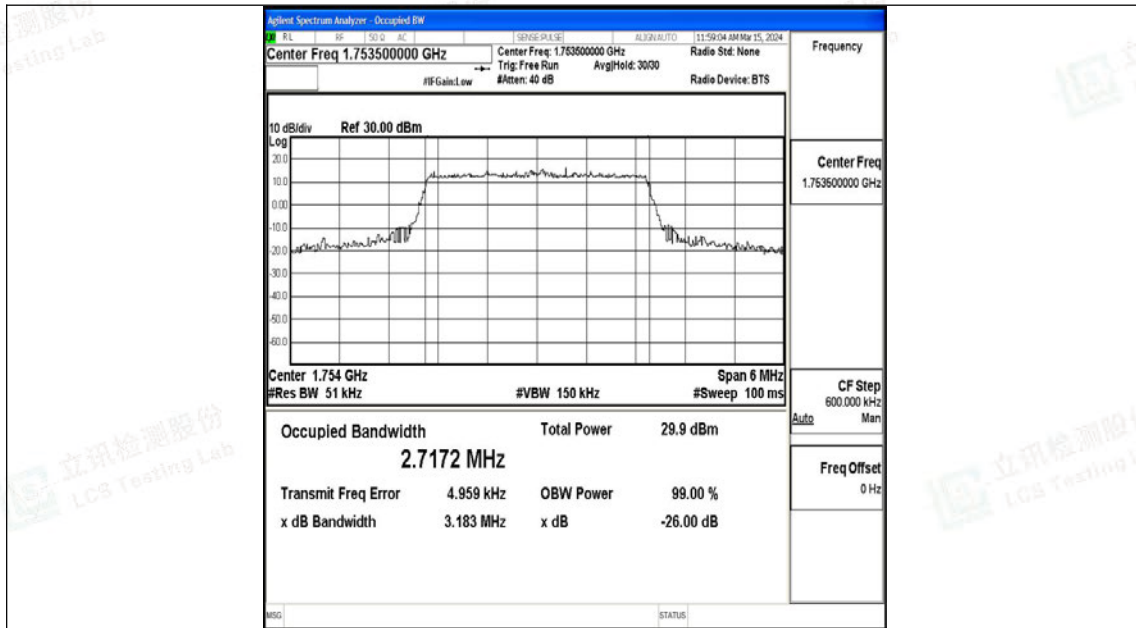 Agilent Spectrum Analyzer - Occupied BW
RL RF 50 Ω AC SENSE:PULSE ALIGNAUTO 11:59:04 AM Mar 15, 2024
Center Freq 1.753500000 GHz
Center Freq: 1.753500000 GHz
Radio Std: None
Trig: Free Run Avg|Hold: 30/30
#IFGain:Low
#Atten: 40 dB
Radio Device: BTS
10 dB/div Ref 30.00 dBm
Log
20.0
10.0
0.00
-10.0
-20.0
-30.0
-40.0
-50.0
-60.0
Center 1.754 GHz
Span 6 MHz
#Res BW 51 kHz
#VBW 150 kHz
#Sweep 100 ms
Occupied Bandwidth
Total Power 29.9 dBm
2.7172 MHz
Transmit Freq Error 4.959 kHz
OBW Power 99.00 %
x dB Bandwidth 3.183 MHz
x dB -26.00 dB
MSG
STATUS
Frequency
Center Freq
1.753500000 GHz
CF Step
600.000 kHz
Auto Man
Freq Offset
0 Hz
立讯检测股份
LCS Testing Lab
立讯检测股份